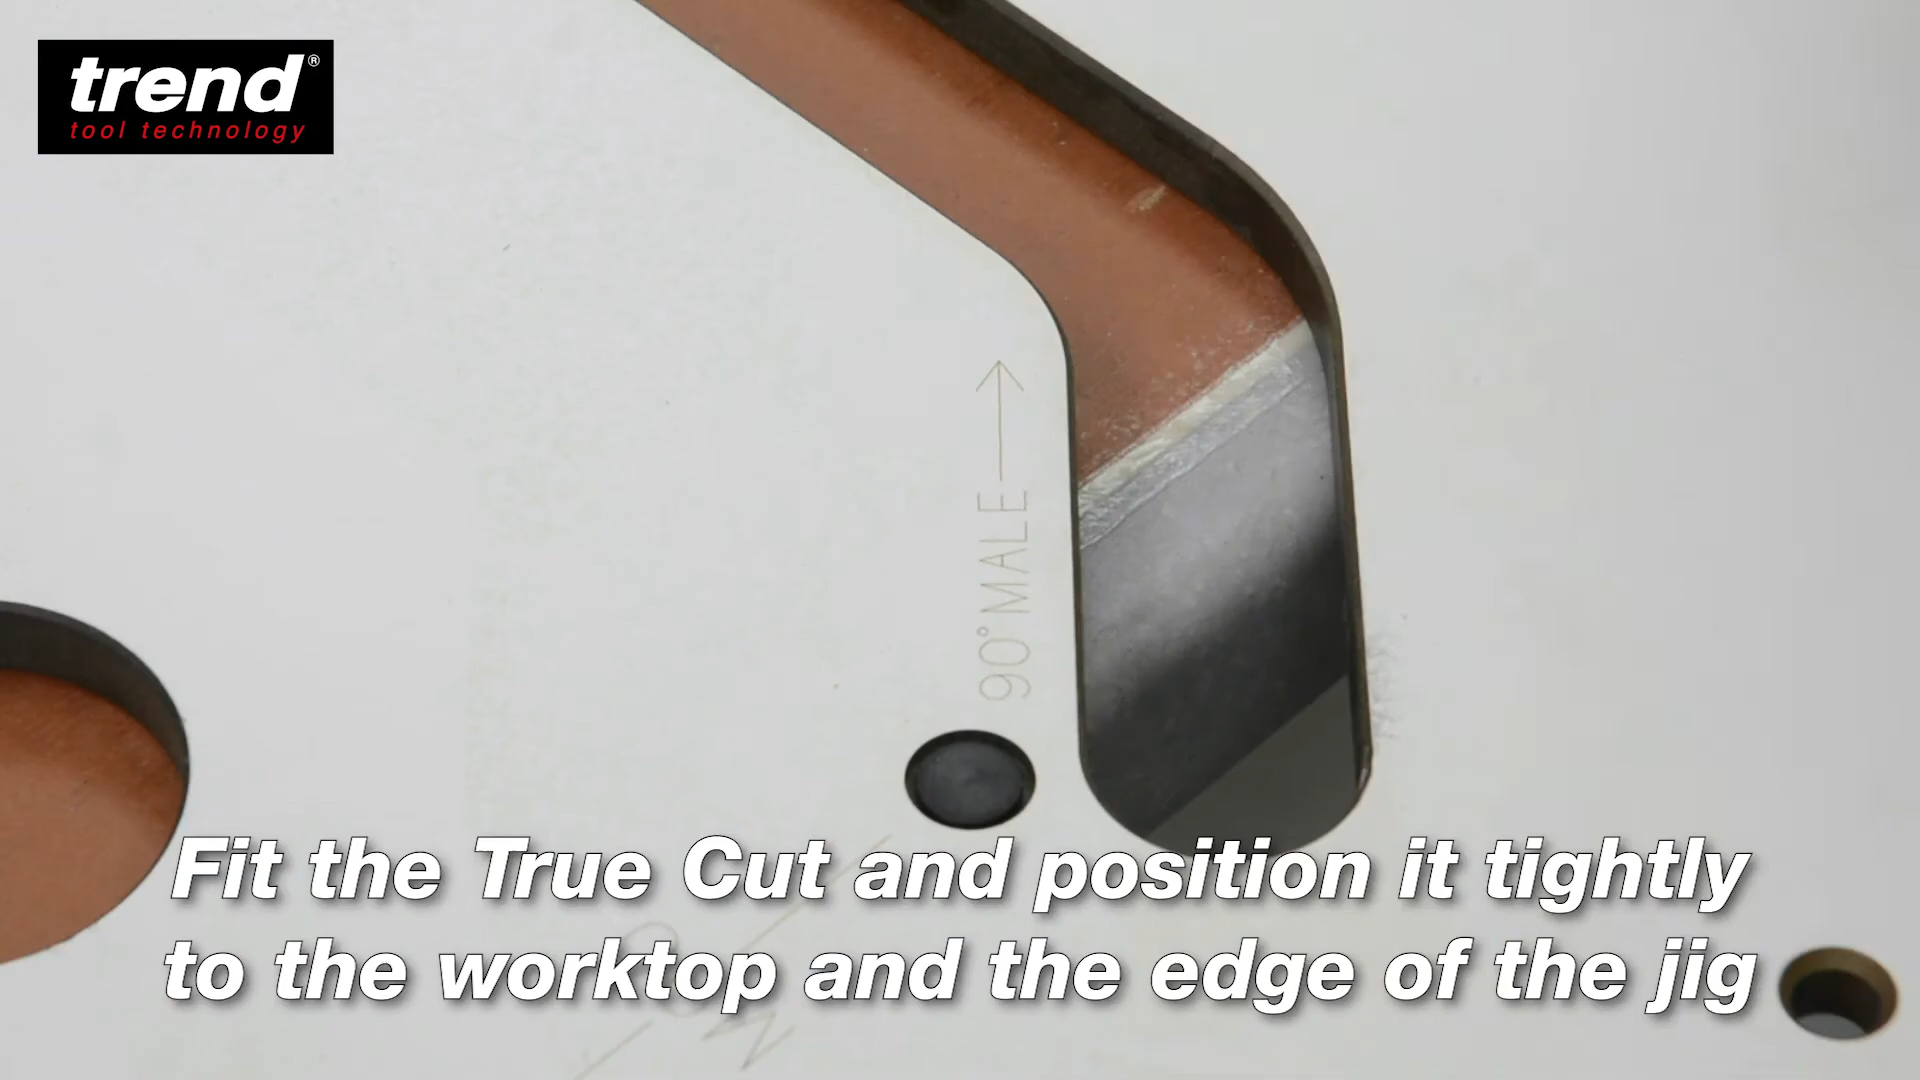 trend®
tool technology
90° MALE
Fit the True Cut and position it tightly
to the worktop and the edge of the jig